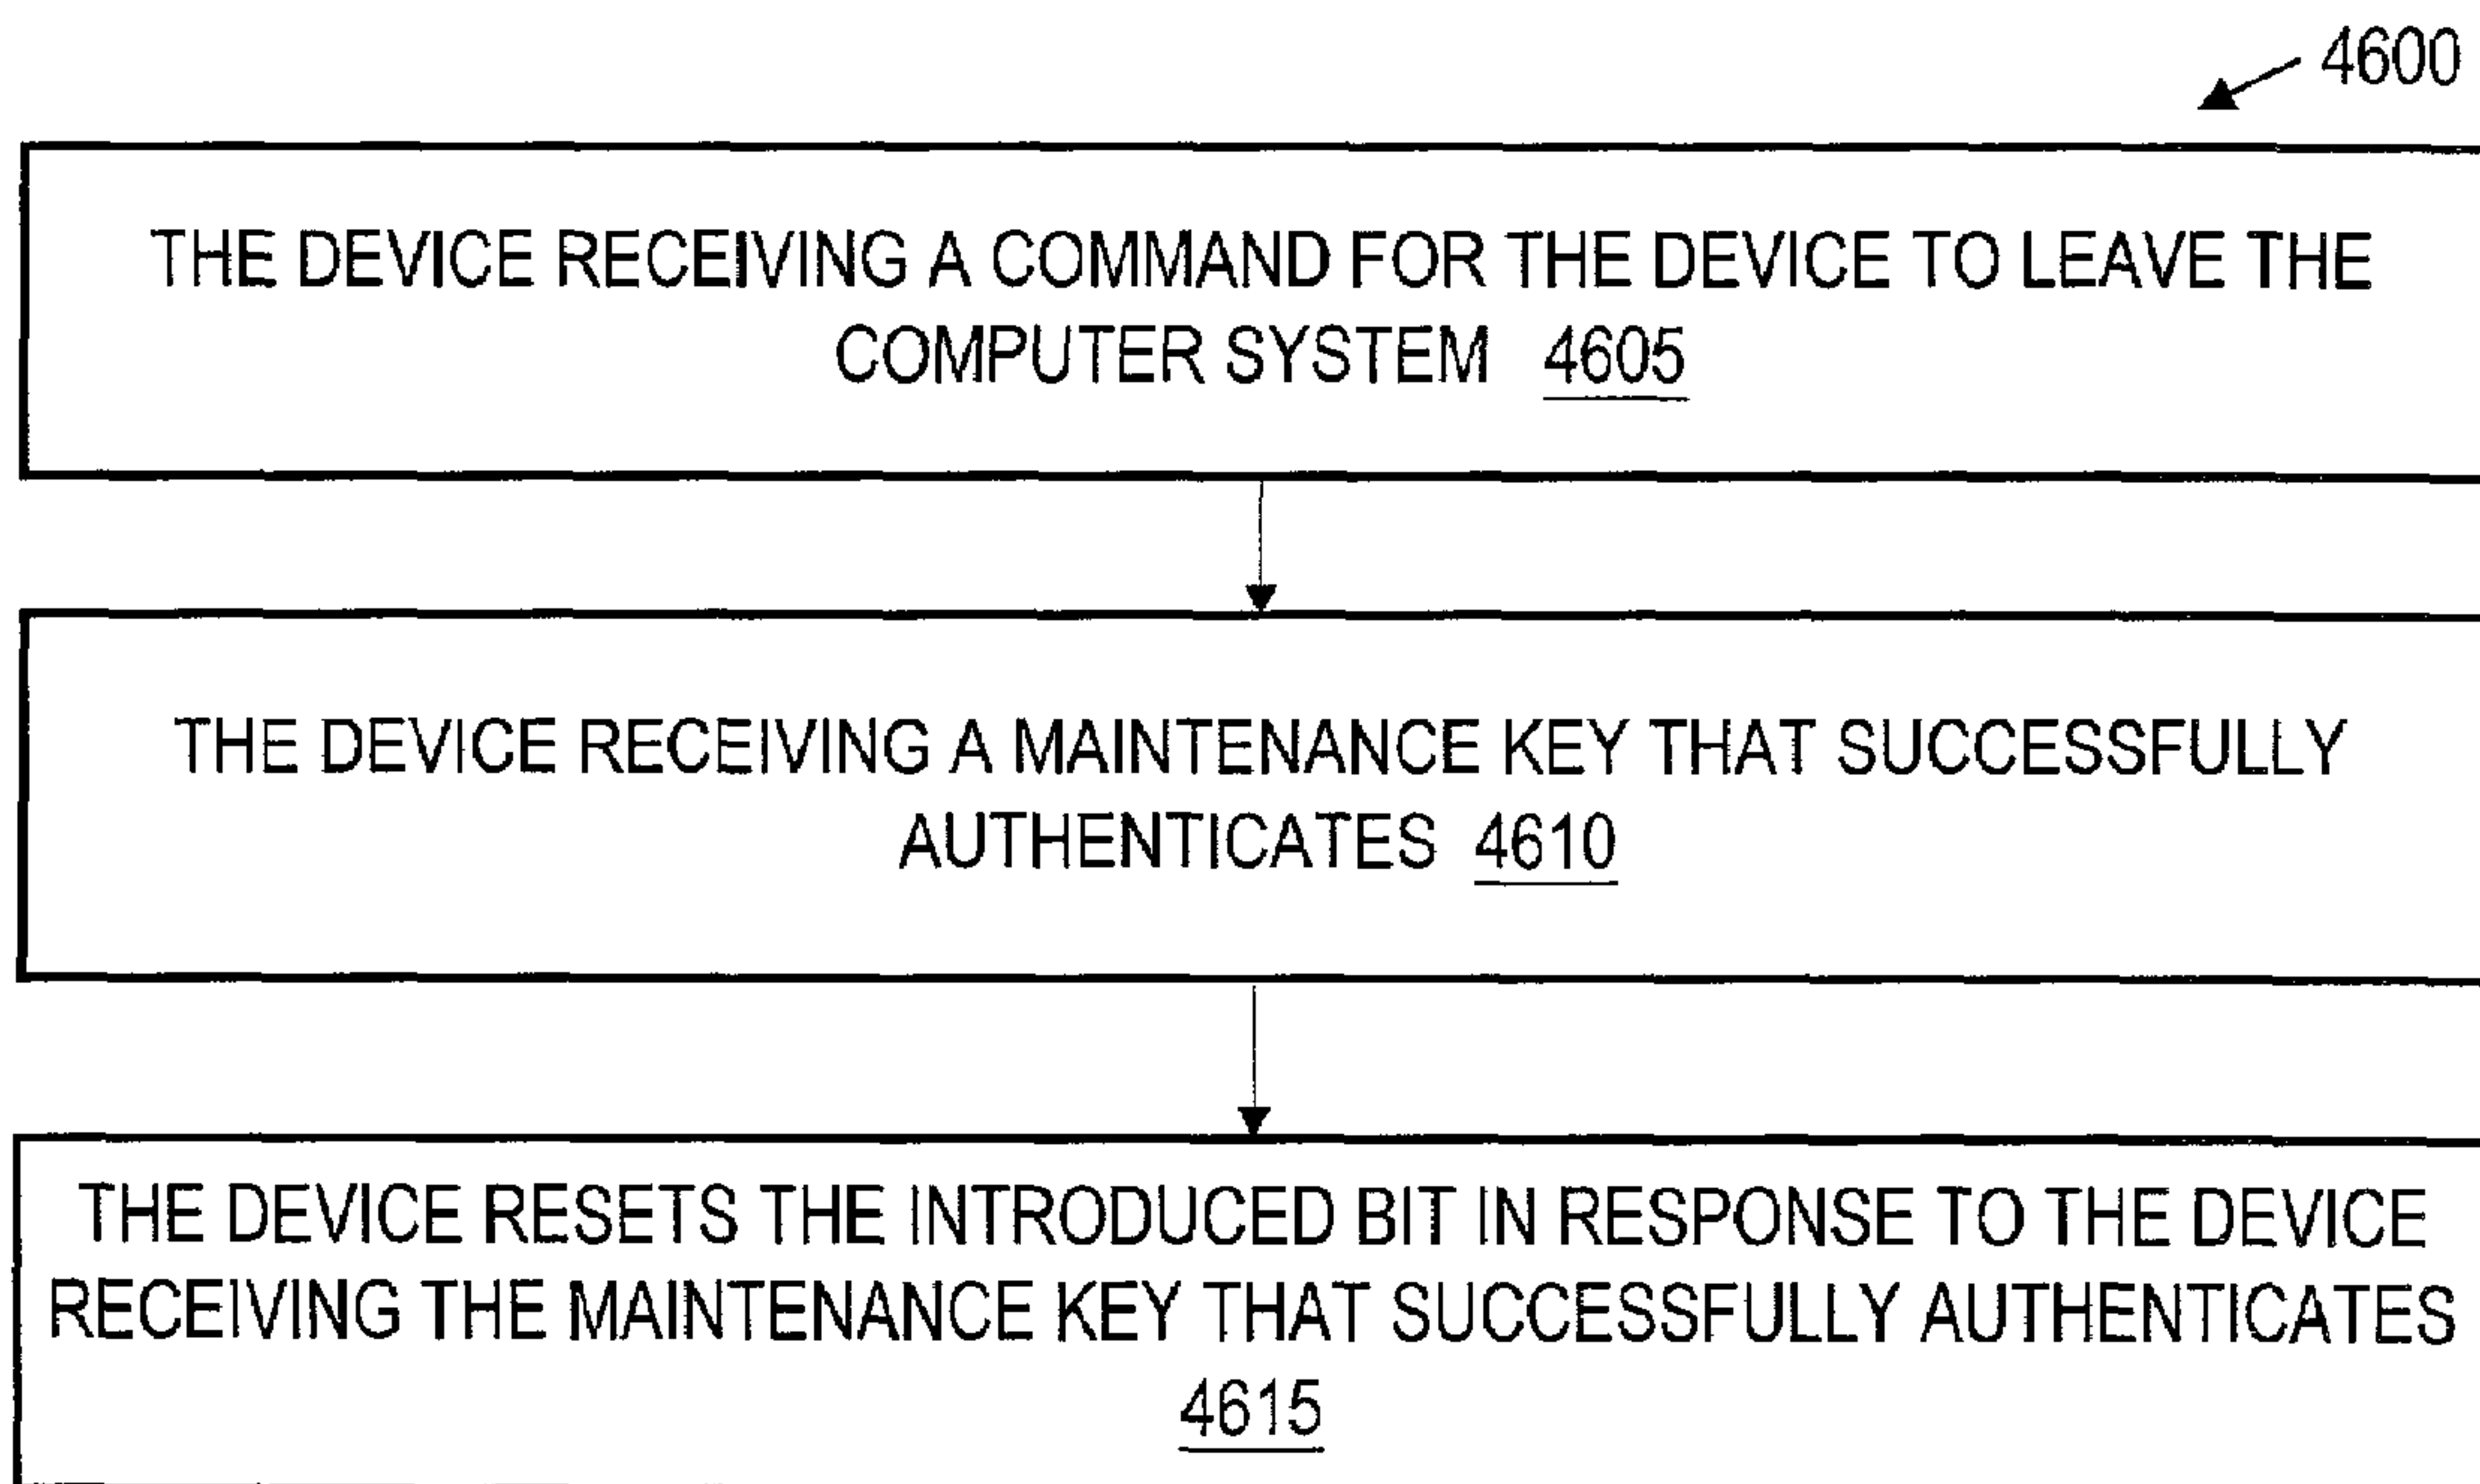 4600
THE DEVICE RECEIVING A COMMAND FOR THE DEVICE TO LEAVE THE
COMPUTER SYSTEM 4605
THE DEVICE RECEIVING A MAINTENANCE KEY THAT SUCCESSFULLY
AUTHENTICATES 4610
THE DEVICE RESETS THE INTRODUCED BIT IN RESPONSE TO THE DEVICE
RECEIVING THE MAINTENANCE KEY THAT SUCCESSFULLY AUTHENTICATES
4615